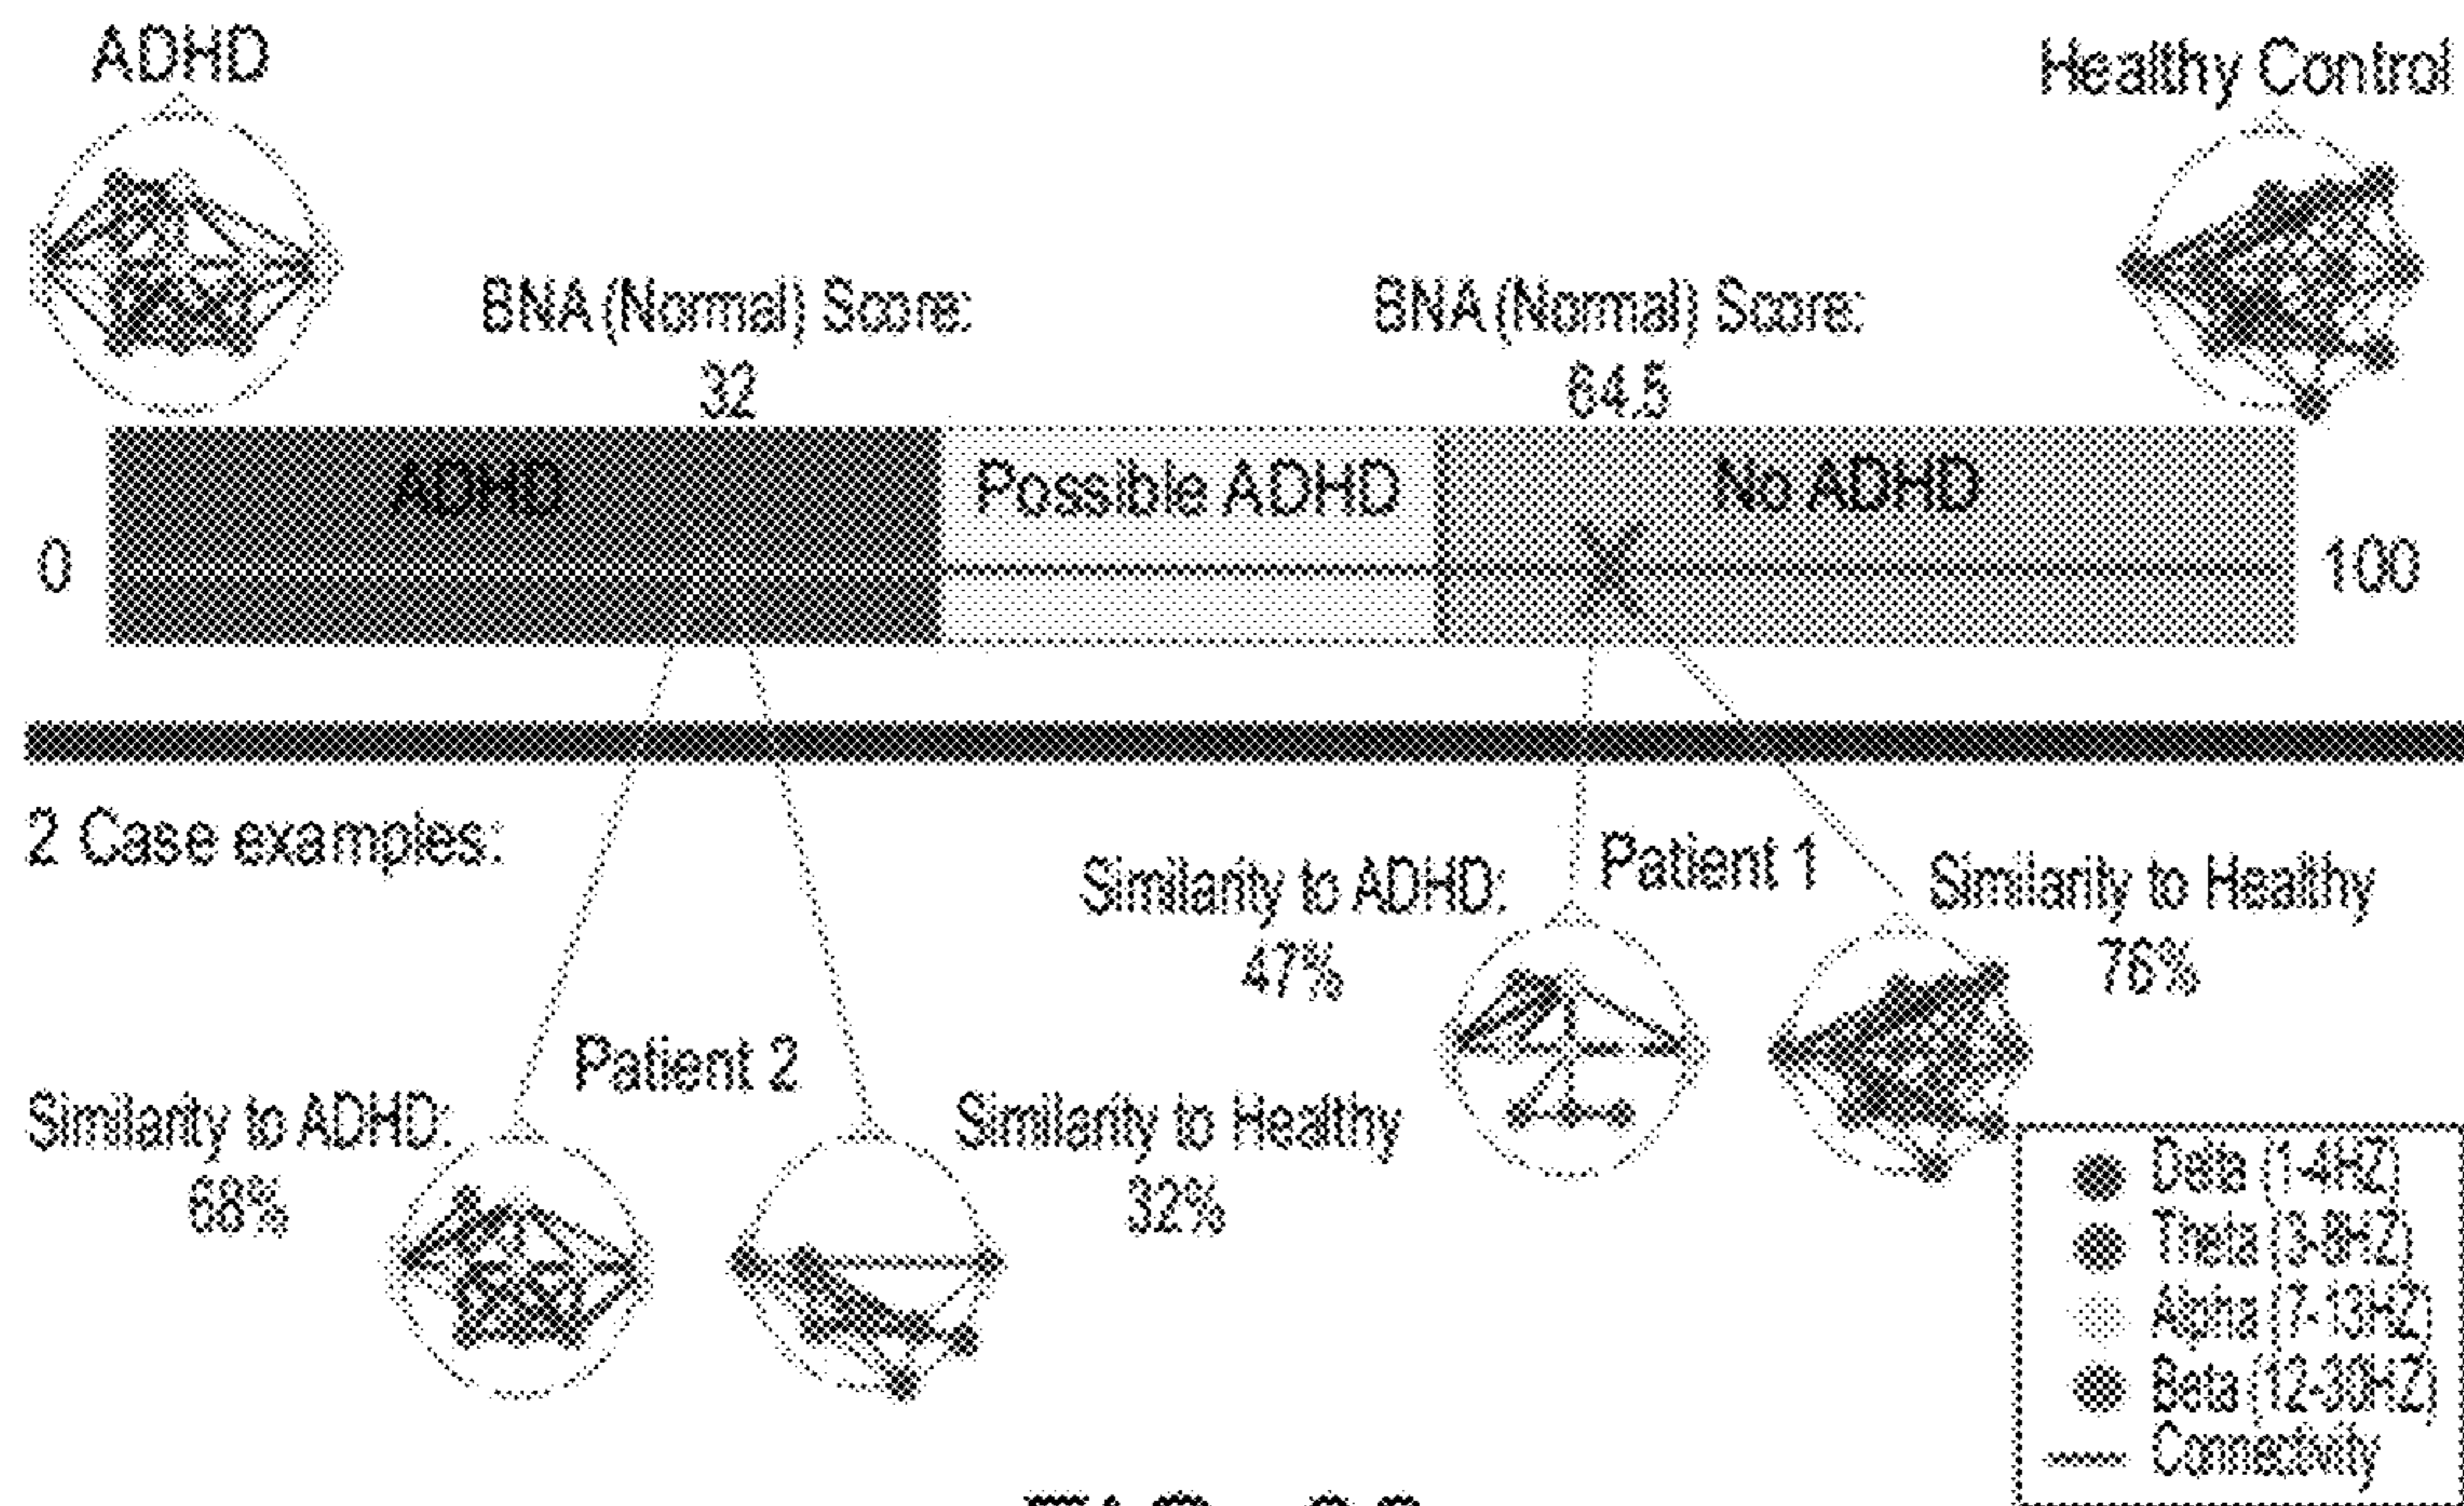 ADHD
Healthy Control
BNA (Normal) Score:
32
BNA (Normal) Score:
64.5
ADHD
Possible ADHD
No ADHD
0
100
2 Case examples:
Patient 1
Similarity to ADHD:
47%
Similarity to Healthy
76%
Patient 2
Similarity to ADHD:
68%
Similarity to Healthy
32%
Delta (1-4HZ)
Theta (3-8HZ)
Alpha (7-13HZ)
Beta (12-30HZ)
Connectivity